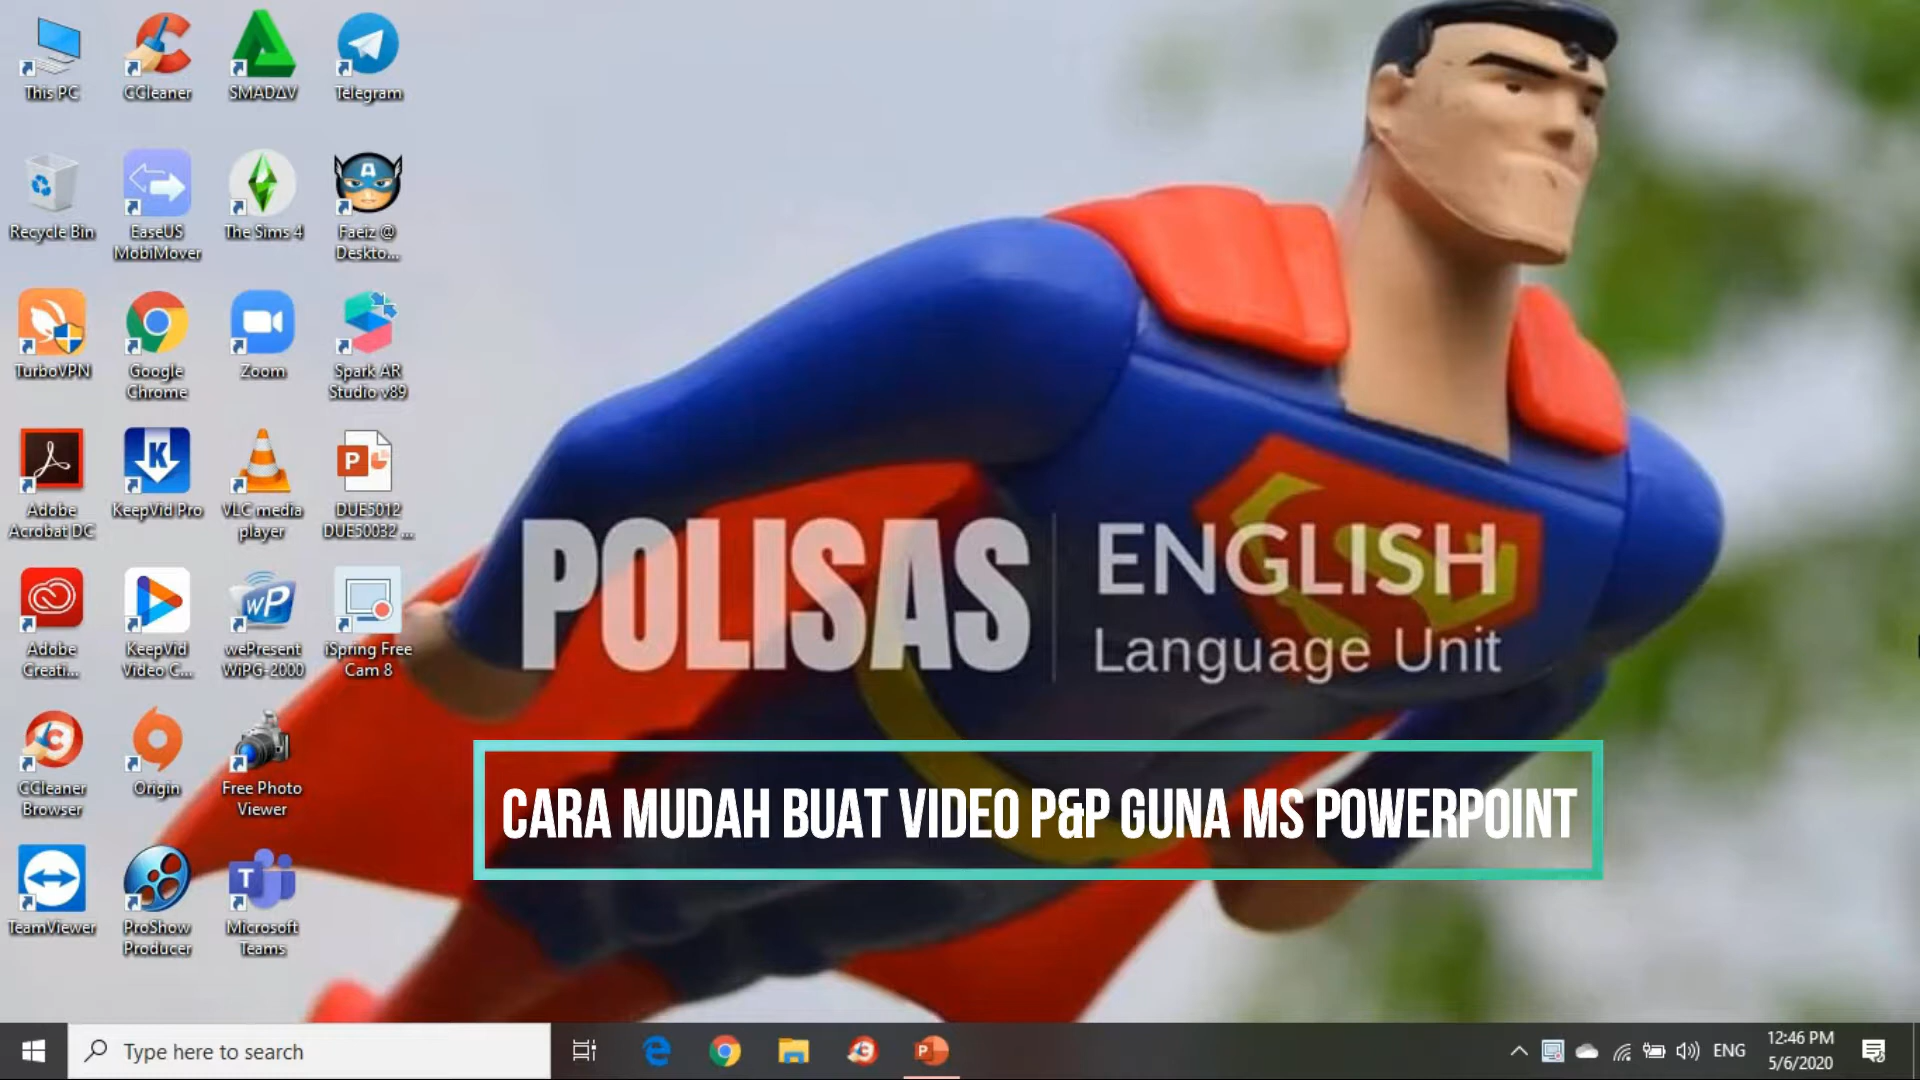 This PC
CCleaner
SMADΔV
Telegram
Recycle Bin
EaseUS
MobiMover
The Sims 4
Faeiz @
Deskto...
TurboVPN
Google
Chrome
Zoom
Spark AR
Studio v89
Adobe
Acrobat DC
KeepVid Pro
VLC media
player
DUE5012
DUE50032 ...
Adobe
Creati...
KeepVid
Video C...
wePresent
WiPG-2000
iSpring Free
Cam 8
CCleaner
Browser
Origin
Free Photo
Viewer
TeamViewer
ProShow
Producer
Microsoft
Teams
POLISAS
ENGLISH
Language Unit
CARA MUDAH BUAT VIDEO P&P GUNA MS POWERPOINT
Type here to search
ENG
12:46 PM
5/6/2020